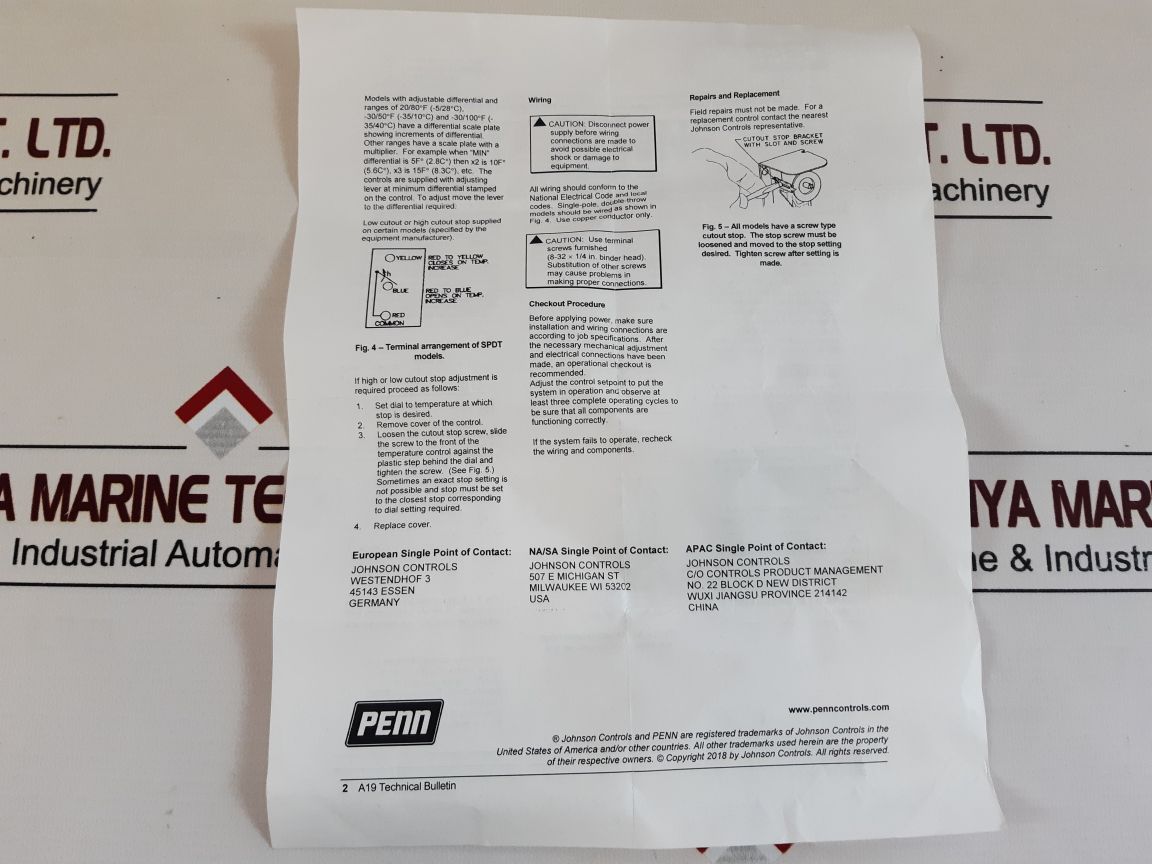 T. LTD.
chinery
A MARINE TE
Industrial Automa
T. LTD.
achinery
IYA MAR
ne & Industr
Models with adjustable differential and
ranges of 20/80°F (-5/28°C),
-30/50°F (-35/10°C) and -30/100°F (-
35/40°C) have a differential scale plate
showing increments of differential.
Other ranges have a scale plate with a
multiplier. For example when "MIN"
differential is 5F° (2.8C°) then x2 is 10F°
(5.6C°), x3 is 15F° (8.3C°), etc. The
controls are supplied with adjusting
lever at minimum differential stamped
on the control. To adjust move the lever
to the differential required.
Low cutout or high cutout stop supplied
on certain models (specified by the
equipment manufacturer).
YELLOW
RED TO YELLOW
CLOSES ON TEMP.
INCREASE
BLUE
RED TO BLUE
OPENS ON TEMP.
INCREASE
RED
COMMON
Fig. 4 – Terminal arrangement of SPDT
models.
If high or low cutout stop adjustment is
required proceed as follows:
1. Set dial to temperature at which
stop is desired.
2. Remove cover of the control.
3. Loosen the cutout stop screw, slide
the screw to the front of the
temperature control against the
plastic step behind the dial and
tighten the screw. (See Fig. 5.)
Sometimes an exact stop setting is
not possible and stop must be set
to the closest stop corresponding
to dial setting required.
4. Replace cover.
Wiring
CAUTION: Disconnect power
supply before wiring
connections are made to
avoid possible electrical
shock or damage to
equipment.
All wiring should conform to the
National Electrical Code and local
codes. Single-pole, double-throw
models should be wired as shown in
Fig. 4. Use copper conductor only.
CAUTION: Use terminal
screws furnished
(8-32 x 1/4 in. binder head).
Substitution of other screws
may cause problems in
making proper connections.
Checkout Procedure
Before applying power, make sure
installation and wiring connections are
according to job specifications. After
the necessary mechanical adjustment
and electrical connections have been
made, an operational checkout is
recommended.
Adjust the control setpoint to put the
system in operation and observe at
least three complete operating cycles to
be sure that all components are
functioning correctly.
If the system fails to operate, recheck
the wiring and components.
Repairs and Replacement
Field repairs must not be made. For a
replacement control contact the nearest
Johnson Controls representative.
CUTOUT STOP BRACKET
WITH SLOT AND SCREW
Fig. 5 – All models have a screw type
cutout stop. The stop screw must be
loosened and moved to the stop setting
desired. Tighten screw after setting is
made.
European Single Point of Contact:
JOHNSON CONTROLS
WESTENDHOF 3
45143 ESSEN
GERMANY
NA/SA Single Point of Contact:
JOHNSON CONTROLS
507 E MICHIGAN ST
MILWAUKEE WI 53202
USA
APAC Single Point of Contact:
JOHNSON CONTROLS
C/O CONTROLS PRODUCT MANAGEMENT
NO. 22 BLOCK D NEW DISTRICT
WUXI JIANGSU PROVINCE 214142
CHINA
PENN
www.penncontrols.com
® Johnson Controls and PENN are registered trademarks of Johnson Controls in the
United States of America and/or other countries. All other trademarks used herein are the property
of their respective owners. © Copyright 2018 by Johnson Controls. All rights reserved.
2 A19 Technical Bulletin